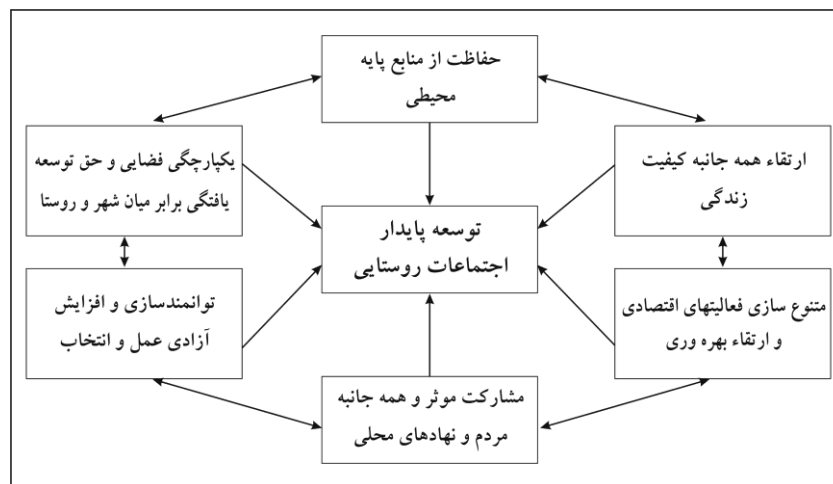 حفاظت از منابع پایه
محیطی
ارتقاء همه جانبه کیفیت
زندگی
یکپارچگی فضایی و حق توسعه
یافتگی برابر میان شهر و روستا
توسعه پایدار
اجتماعات روستایی
متنوع سازی فعالیتهای اقتصادی
و ارتقاء بهره وری
توانمندسازی و افزایش
آزادی عمل و انتخاب
مشارکت موثر و همه جانبه
مردم و نهادهای محلی